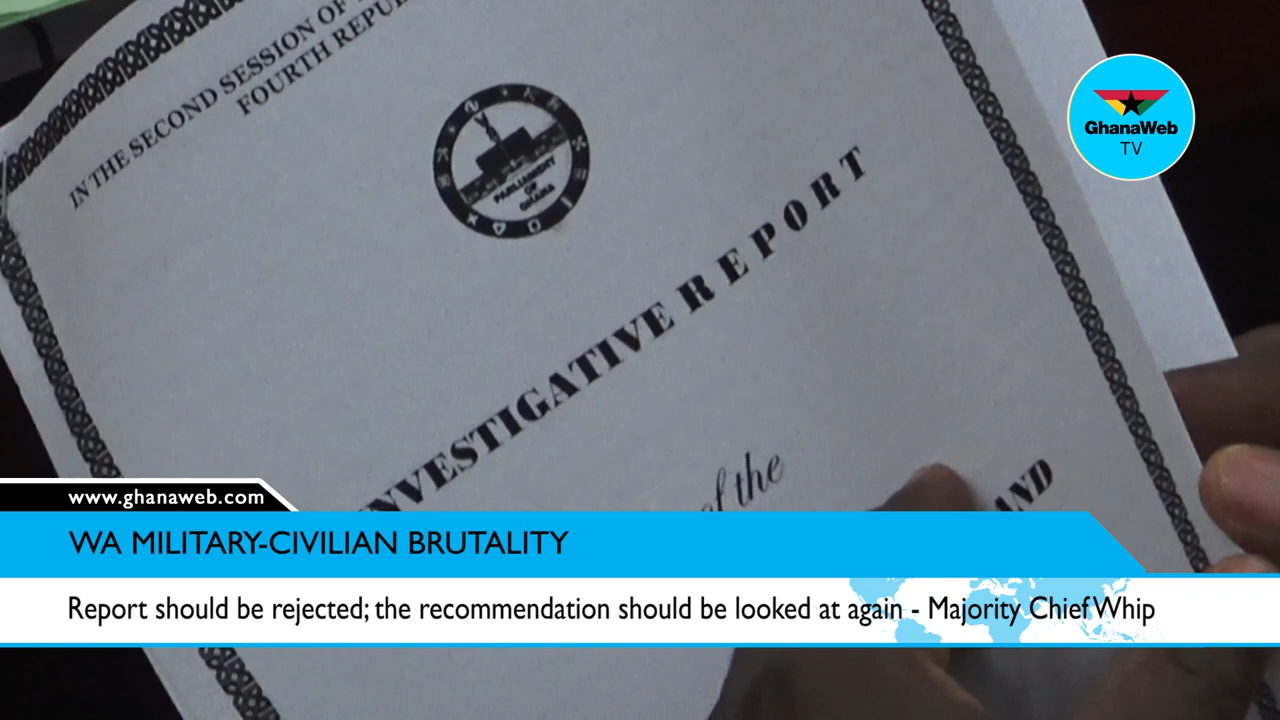 IN THE SECOND SESSION OF
FOURTH REPU
PARLIAMENT
OF
GHANA
GhanaWeb
TV
INVESTIGATIVE REPORT
of the
AND
www.ghanaweb.com
WA MILITARY-CIVILIAN BRUTALITY
Report should be rejected; the recommendation should be looked at again - Majority Chief Whip